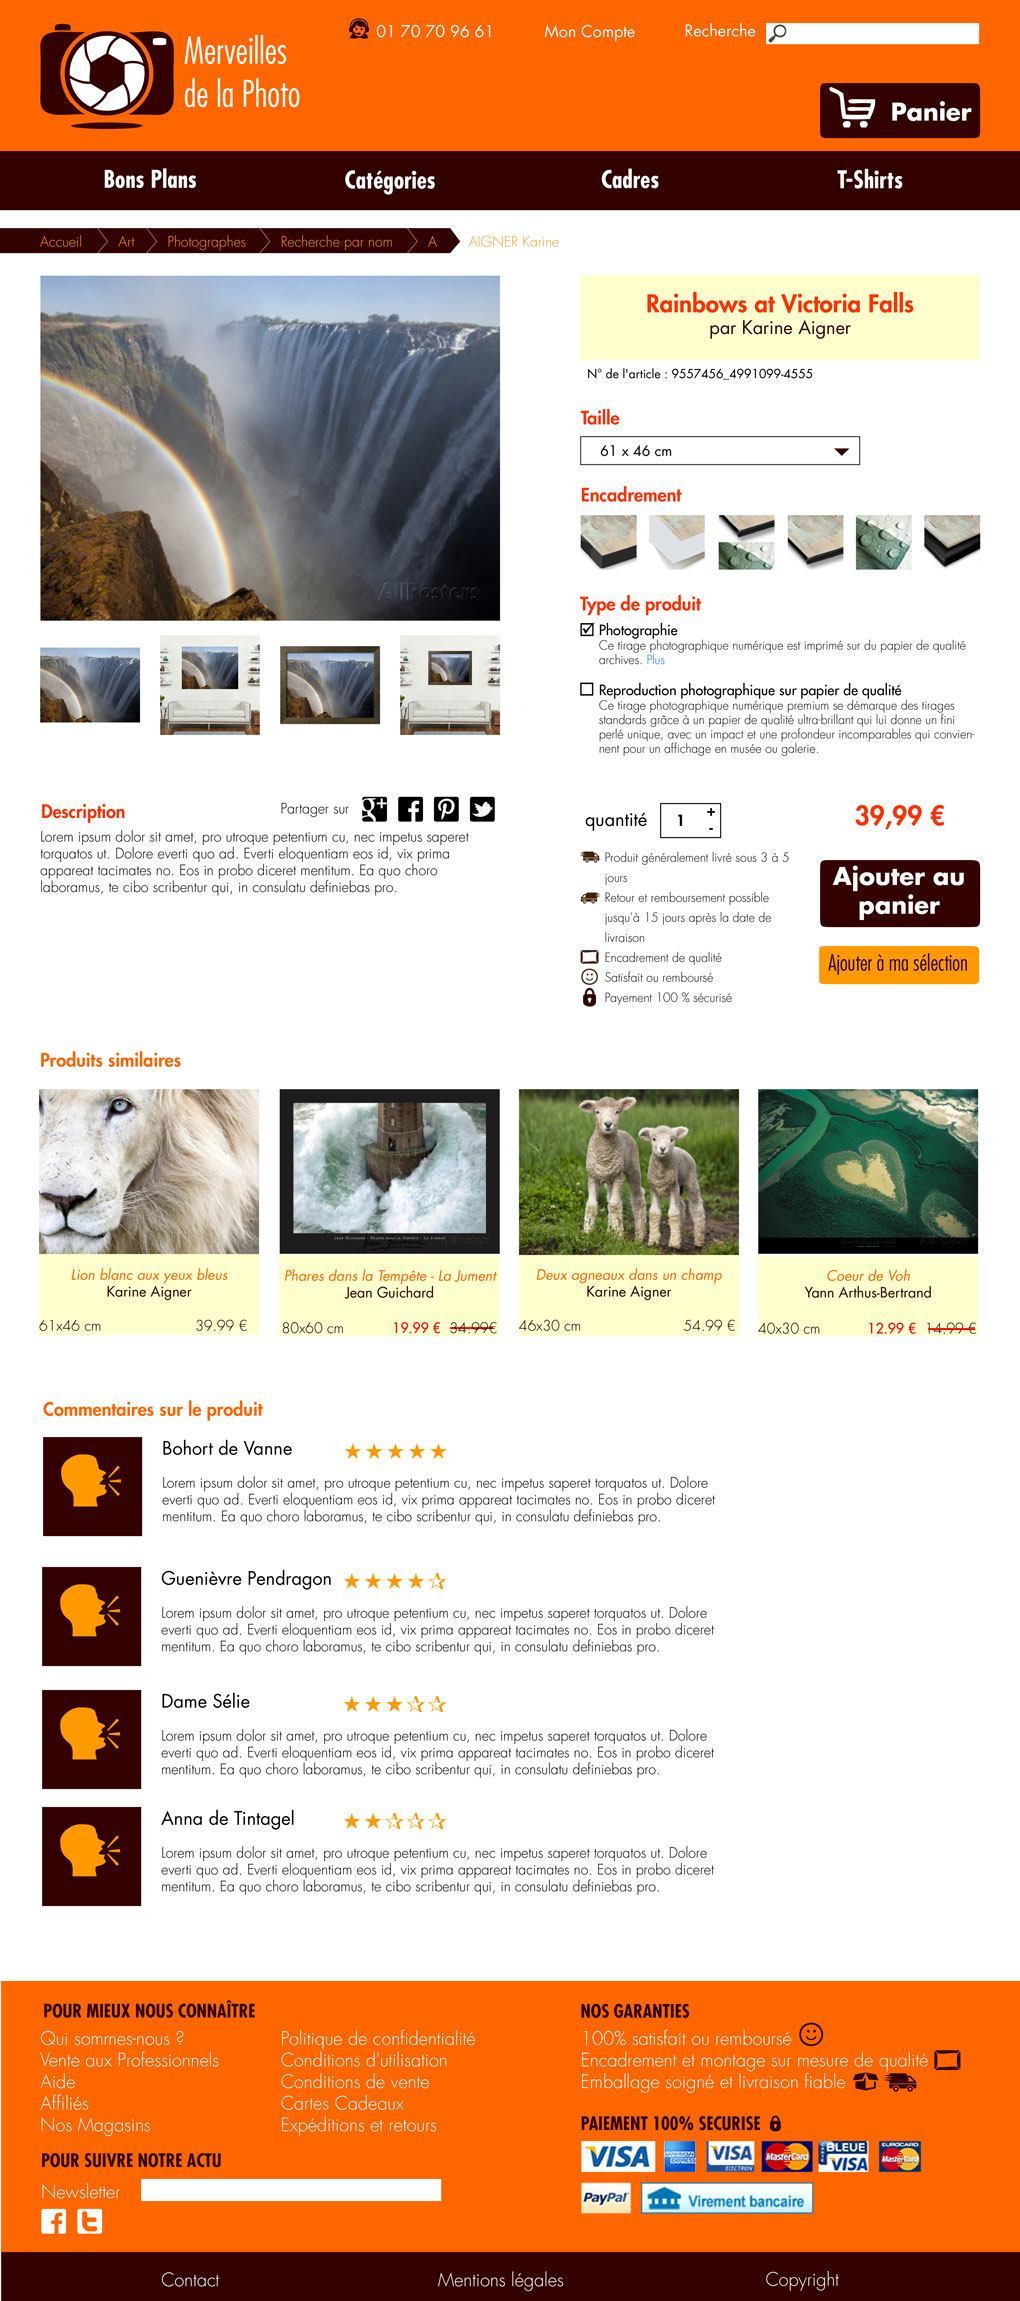 Merveilles
de la Photo
01 70 70 96 61
Mon Compte
Recherche
Panier
Bons Plans
Catégories
Cadres
T-Shirts
Accueil
Art
Photographes
Recherche par nom
A
AIGNER Karine
AllPosters
Rainbows at Victoria Falls
par Karine Aigner
N° de l'article : 9557456_4991099-4555
Taille
61 x 46 cm
Encadrement
Type de produit
Photographie
Ce tirage photographique numérique est imprimé sur du papier de qualité
archives. Plus
Reproduction photographique sur papier de qualité
Ce tirage photographique numérique premium se démarque des tirages
standards grâce à un papier de qualité ultra-brillant qui lui donne un fini
perlé unique, avec un impact et une profondeur incomparables qui convien-
nent pour un affichage en musée ou galerie.
Description
Partager sur
Lorem ipsum dolor sit amet, pro utroque petentium cu, nec impetus saperet
torquatos ut. Dolore everti quo ad. Everti eloquentiam eos id, vix prima
appareat tacimates no. Eos in probo diceret mentitum. Ea quo choro
laboramus, te cibo scribentur qui, in consulatu definiebas pro.
quantité
1
+
-
39,99 €
Produit généralement livré sous 3 à 5
jours
Retour et remboursement possible
jusqu'à 15 jours après la date de
livraison
Encadrement de qualité
Satisfait ou remboursé
Payement 100 % sécurisé
Ajouter au
panier
Ajouter à ma sélection
Produits similaires
Lion blanc aux yeux bleus
Karine Aigner
61x46 cm
39.99 €
Phares dans la Tempête - La Jument
Jean Guichard
80x60 cm
19.99 €
34.99€
Deux agneaux dans un champ
Karine Aigner
46x30 cm
54.99 €
Coeur de Voh
Yann Arthus-Bertrand
40x30 cm
12.99 €
14.99 €
Commentaires sur le produit
Bohort de Vanne
Lorem ipsum dolor sit amet, pro utroque petentium cu, nec impetus saperet torquatos ut. Dolore
everti quo ad. Everti eloquentiam eos id, vix prima appareat tacimates no. Eos in probo diceret
mentitum. Ea quo choro laboramus, te cibo scribentur qui, in consulatu definiebas pro.
Guenièvre Pendragon
Lorem ipsum dolor sit amet, pro utroque petentium cu, nec impetus saperet torquatos ut. Dolore
everti quo ad. Everti eloquentiam eos id, vix prima appareat tacimates no. Eos in probo diceret
mentitum. Ea quo choro laboramus, te cibo scribentur qui, in consulatu definiebas pro.
Dame Sélie
Lorem ipsum dolor sit amet, pro utroque petentium cu, nec impetus saperet torquatos ut. Dolore
everti quo ad. Everti eloquentiam eos id, vix prima appareat tacimates no. Eos in probo diceret
mentitum. Ea quo choro laboramus, te cibo scribentur qui, in consulatu definiebas pro.
Anna de Tintagel
Lorem ipsum dolor sit amet, pro utroque petentium cu, nec impetus saperet torquatos ut. Dolore
everti quo ad. Everti eloquentiam eos id, vix prima appareat tacimates no. Eos in probo diceret
mentitum. Ea quo choro laboramus, te cibo scribentur qui, in consulatu definiebas pro.
POUR MIEUX NOUS CONNAÎTRE
Qui sommes-nous ?
Vente aux Professionnels
Aide
Affiliés
Nos Magasins
Politique de confidentialité
Conditions d'utilisation
Conditions de vente
Cartes Cadeaux
Expéditions et retours
POUR SUIVRE NOTRE ACTU
Newsletter
NOS GARANTIES
100% satisfait ou remboursé
Encadrement et montage sur mesure de qualité
Emballage soigné et livraison fiable
PAIEMENT 100% SECURISE
VISA
AMERICAN EXPRESS
VISA
ELECTRON
MasterCard
BLEUE
VISA
EUROCARD
MasterCard
PayPal
Virement bancaire
Contact
Mentions légales
Copyright